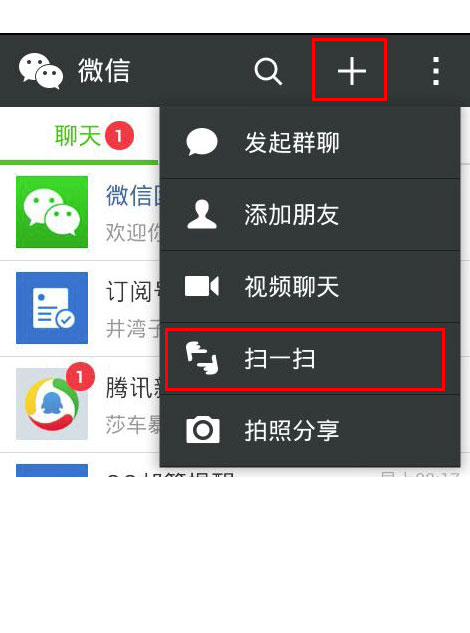 微信
聊天 1
发起群聊
微信团
欢迎你
添加朋友
订阅号
井湾子
视频聊天
1
腾讯新
莎车暴
扫一扫
拍照分享